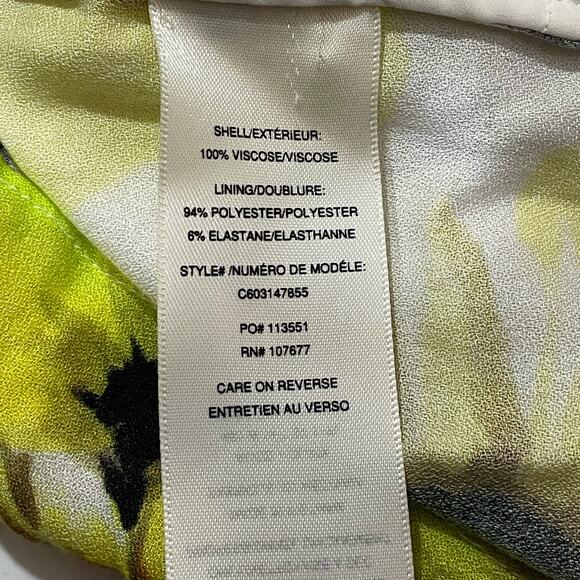 SHELL/EXTÉRIEUR:
100% VISCOSE/VISCOSE
LINING/DOUBLURE:
94% POLYESTER/POLYESTER
6% ELASTANE/ELASTHANNE
STYLE# /NUMÉRO DE MODÉLE:
C603147855
PO# 113551
RN# 107677
CARE ON REVERSE
ENTRETIEN AU VERSO